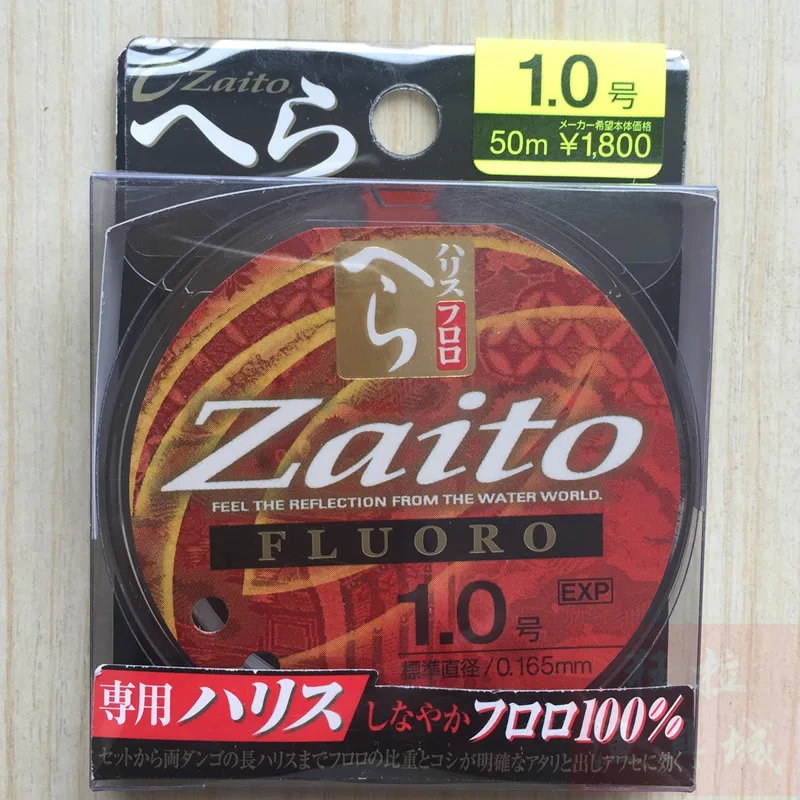 Zaito
へら
1.0号
メーカー希望本体価格
50m ¥1,800
へら
ハリス
フロロ
Zaito
FEEL THE REFLECTION FROM THE WATER WORLD.
FLUORO
1.0号
EXP
標準直径/0.165mm
専用ハリス しなやかフロロ100%
セットから両ダンゴの長ハリスまでフロロの比重とコシが明確なアタリと出しアワセに効く
拉
城